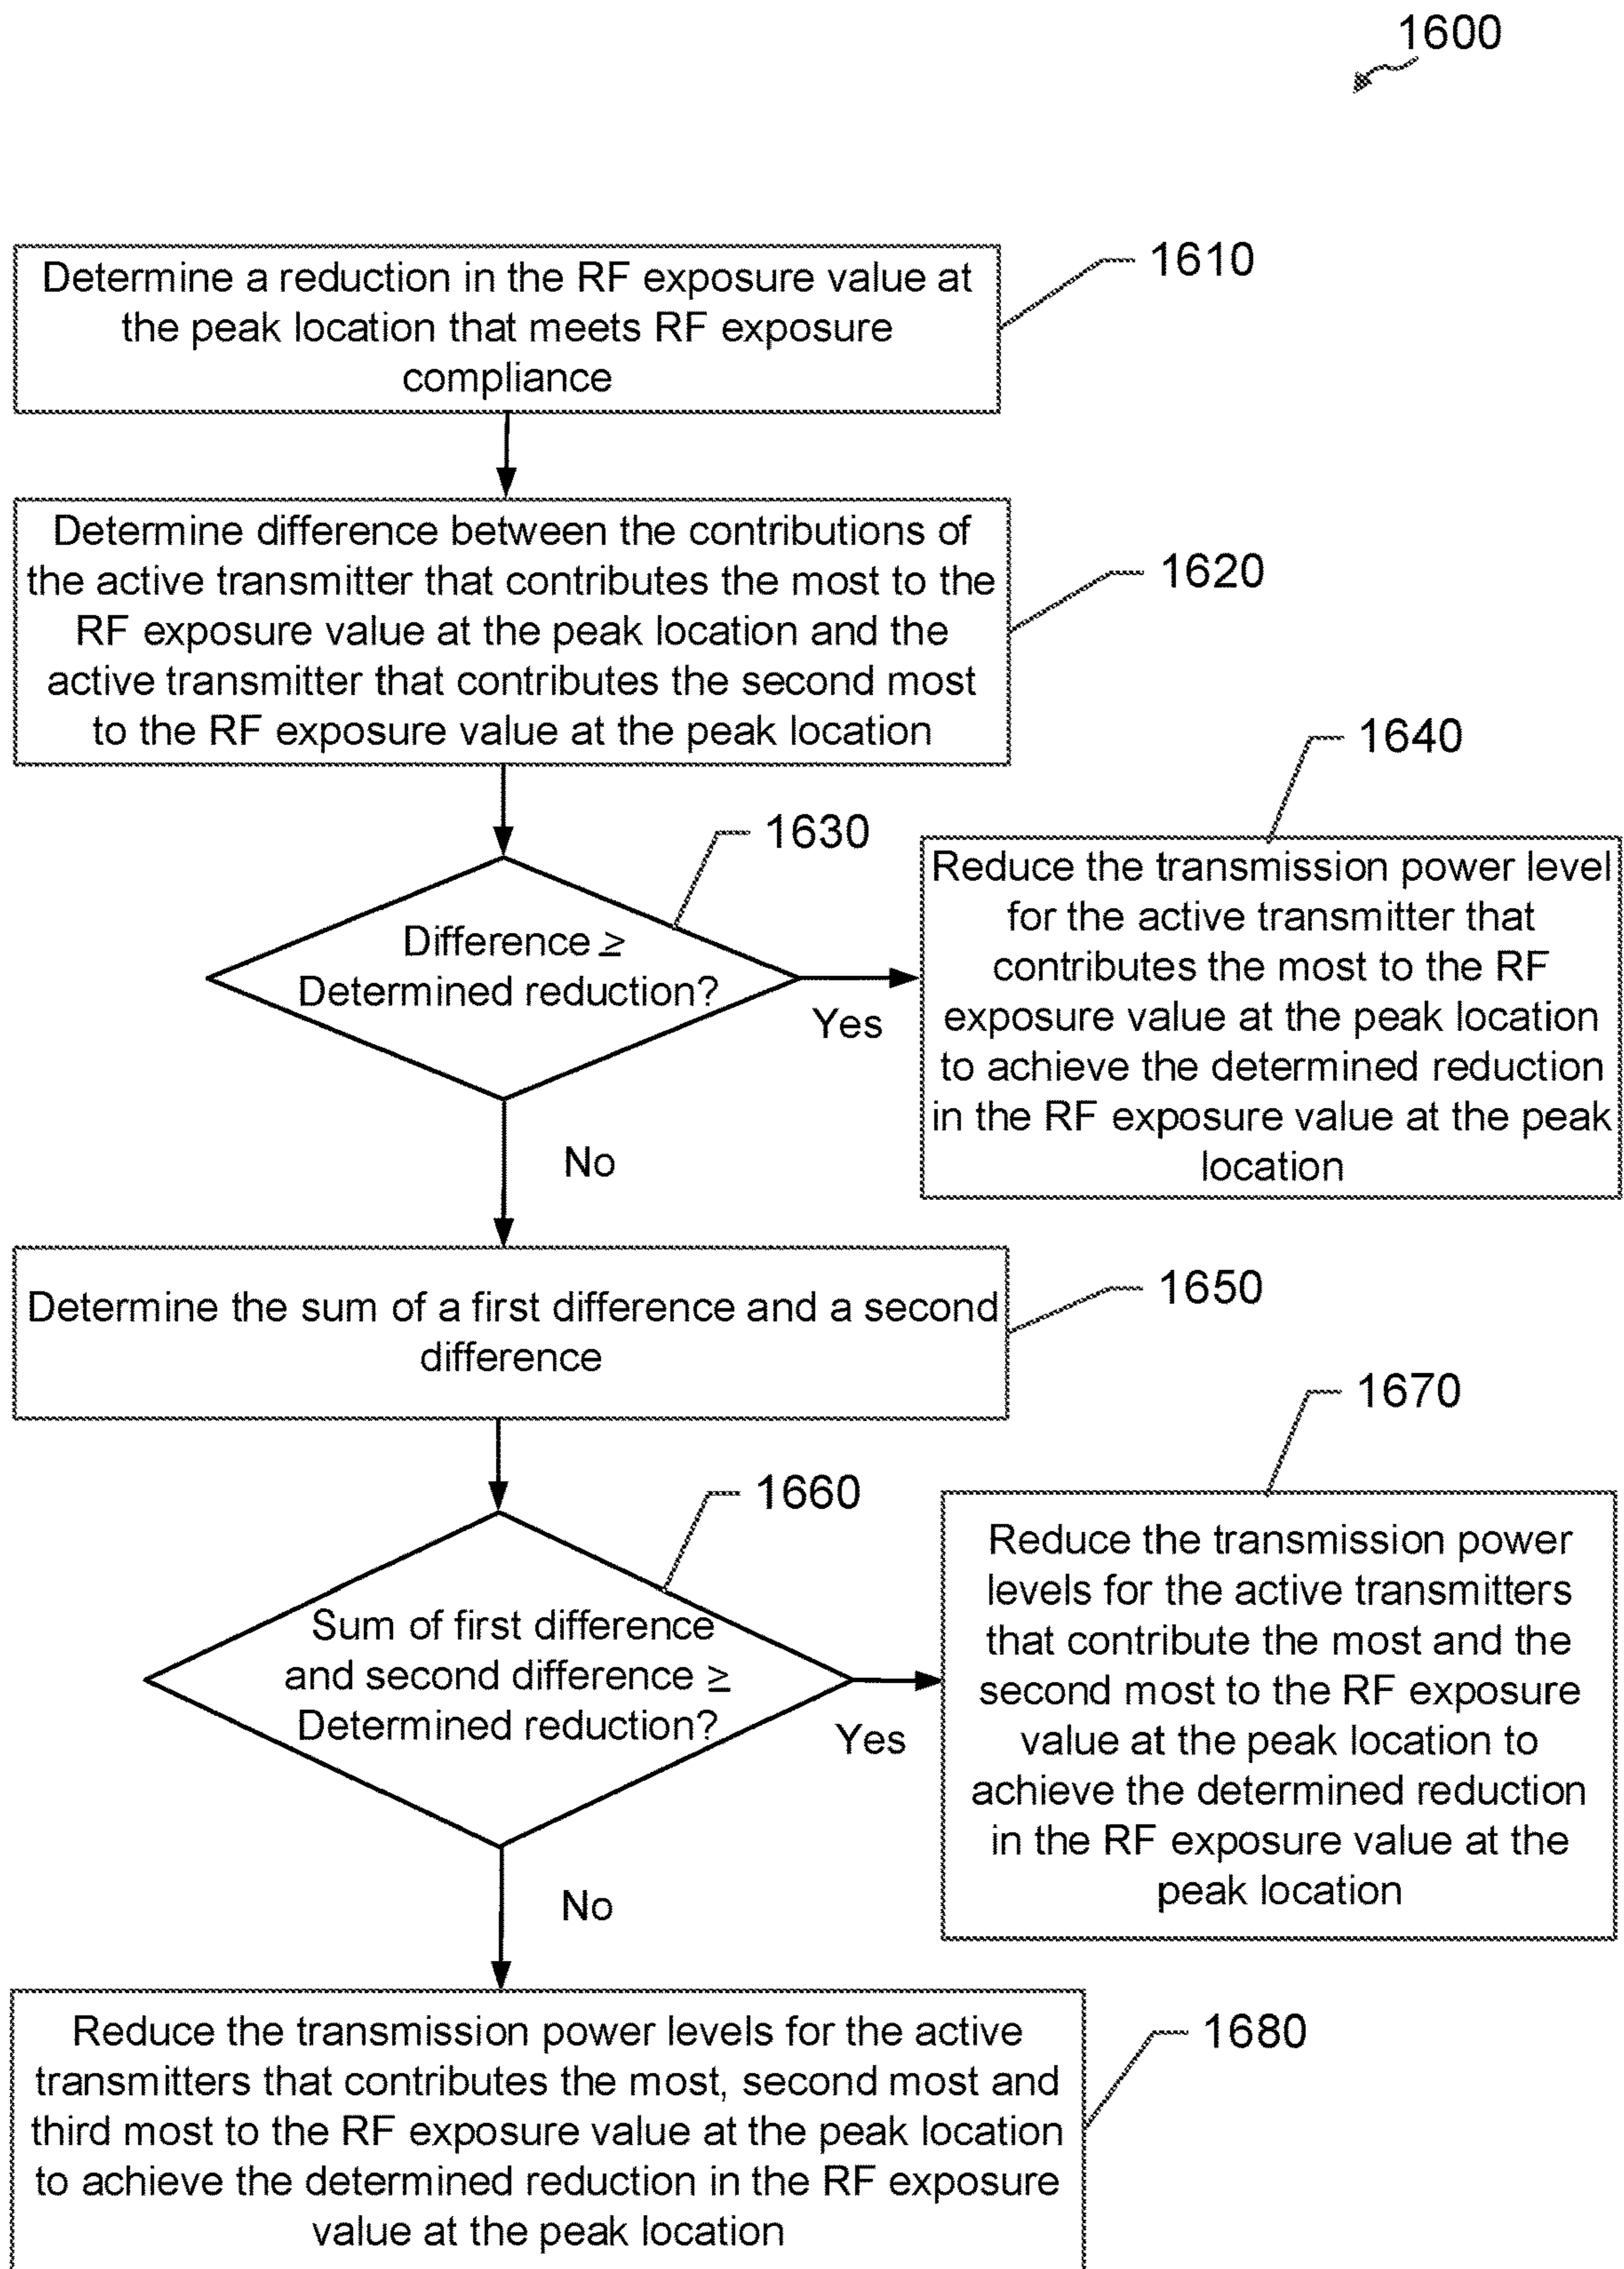 1600
Determine a reduction in the RF exposure value at
the peak location that meets RF exposure
compliance
1610
Determine difference between the contributions of
the active transmitter that contributes the most to the
RF exposure value at the peak location and the
active transmitter that contributes the second most
to the RF exposure value at the peak location
1620
1630
Difference ≥
Determined reduction?
Yes
No
1640
Reduce the transmission power level
for the active transmitter that
contributes the most to the RF
exposure value at the peak location
to achieve the determined reduction
in the RF exposure value at the peak
location
Determine the sum of a first difference and a second
difference
1650
1660
Sum of first difference
and second difference ≥
Determined reduction?
Yes
No
1670
Reduce the transmission power
levels for the active transmitters
that contribute the most and the
second most to the RF exposure
value at the peak location to
achieve the determined reduction
in the RF exposure value at the
peak location
Reduce the transmission power levels for the active
transmitters that contributes the most, second most and
third most to the RF exposure value at the peak location
to achieve the determined reduction in the RF exposure
value at the peak location
1680